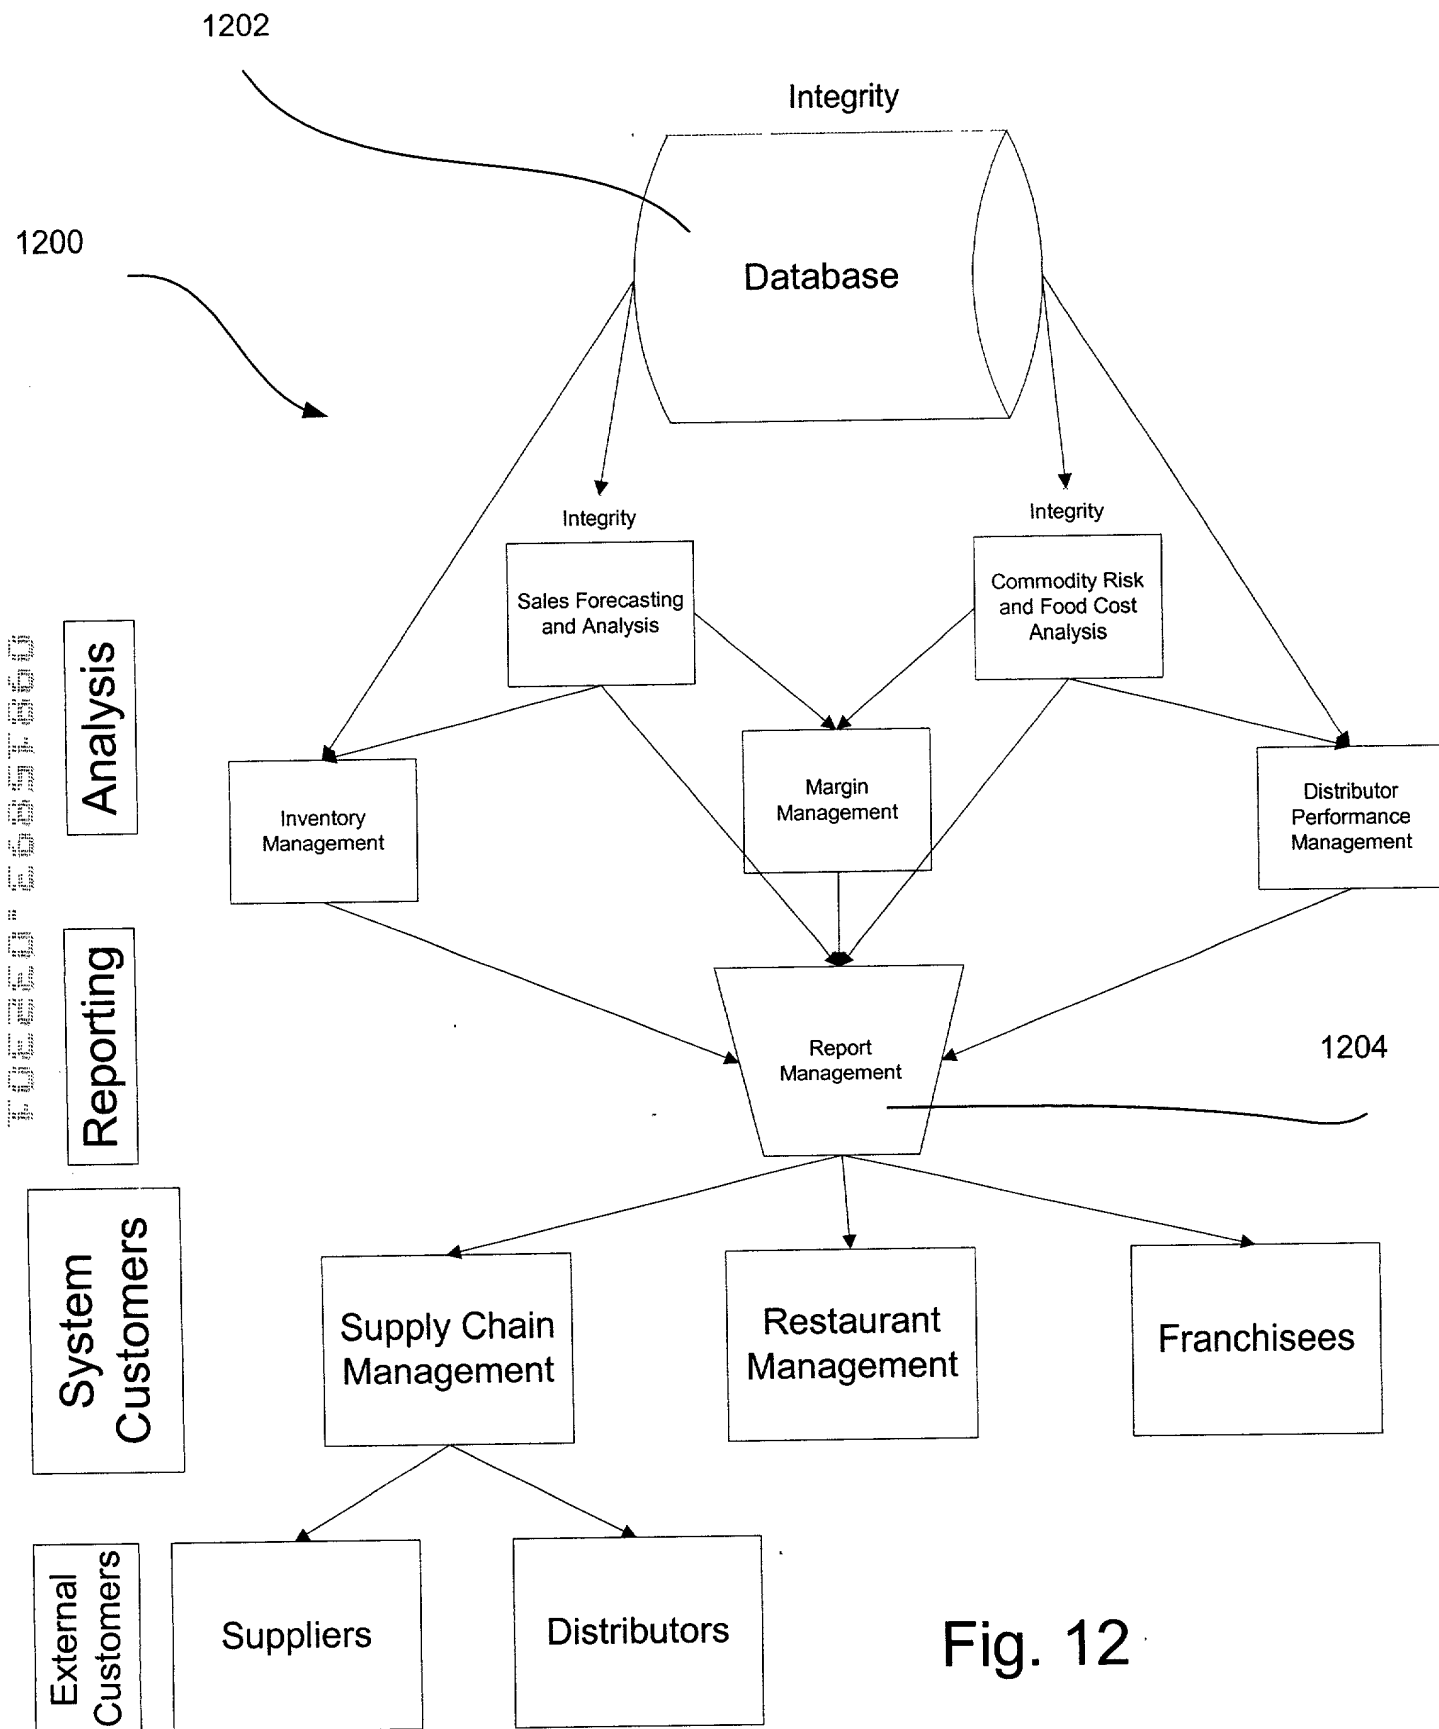 1202
Integrity
1200
Database
Integrity
Integrity
Sales Forecasting
and Analysis
Commodity Risk
and Food Cost
Analysis
Analysis
Inventory
Management
Margin
Management
Distributor
Performance
Management
Reporting
Report
Management
1204
System
Customers
Supply Chain
Management
Restaurant
Management
Franchisees
External
Customers
Suppliers
Distributors
Fig. 12